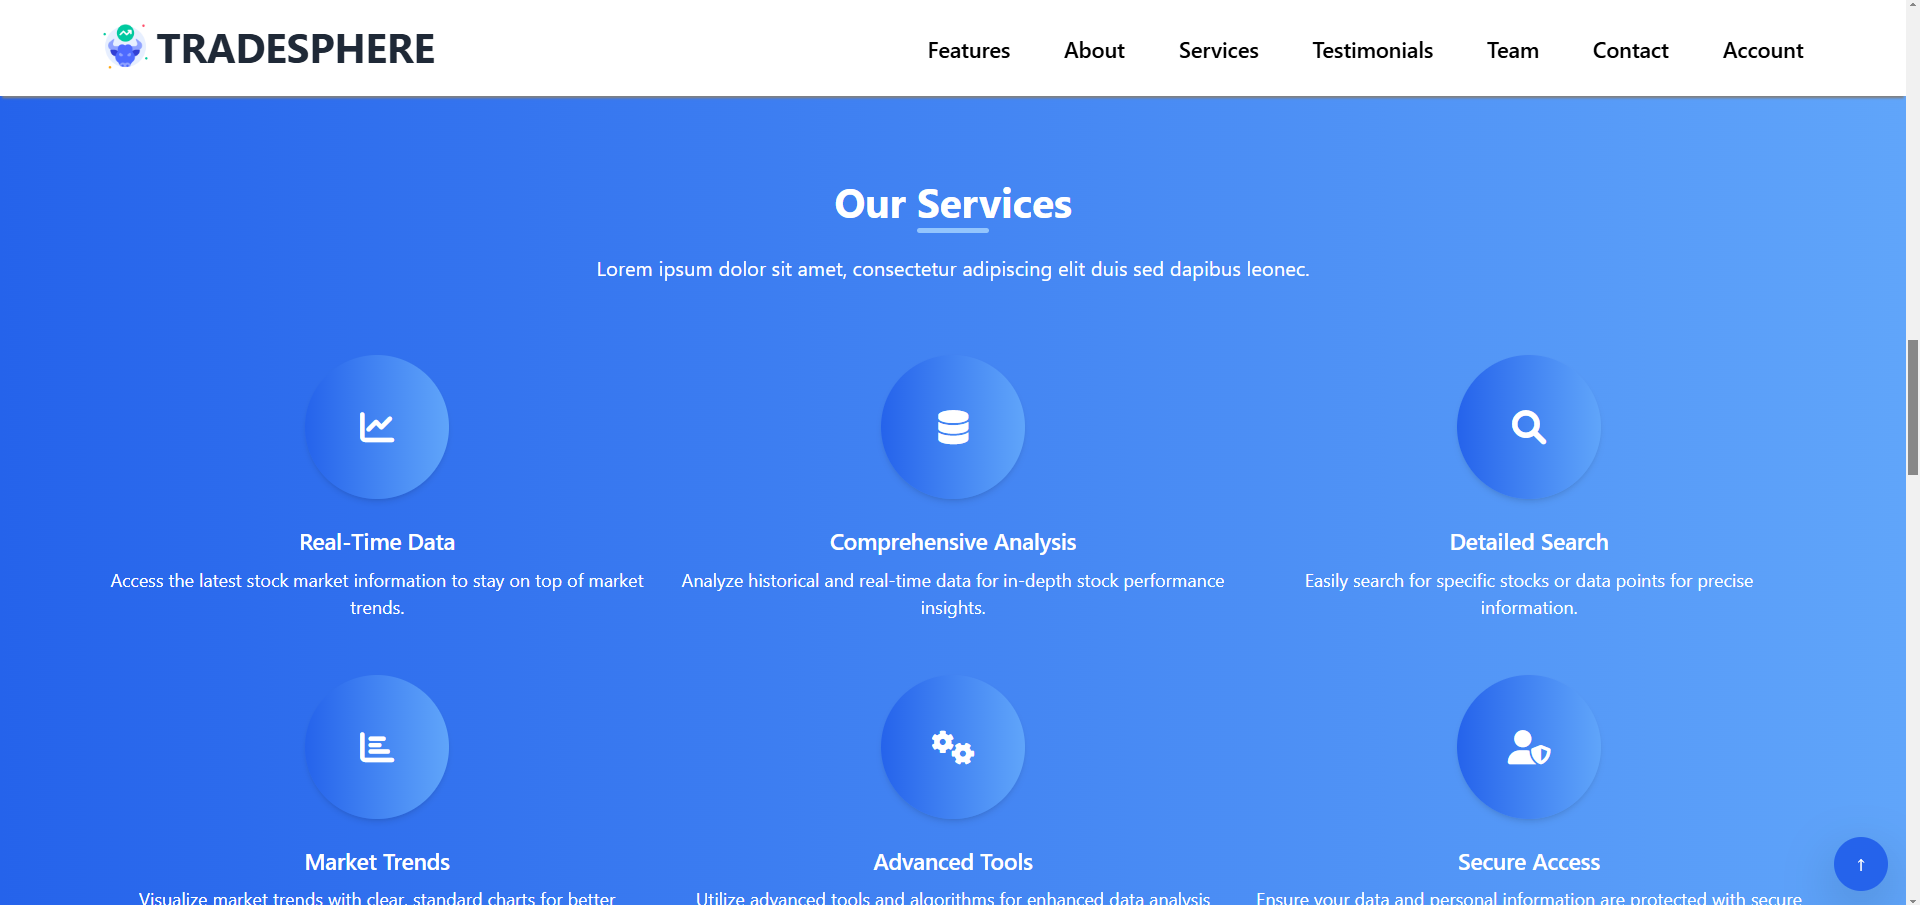 TRADESPHERE
Features About Services Testimonials Team Contact Account
Our Services
Lorem ipsum dolor sit amet, consectetur adipiscing elit duis sed dapibus leonec.
Real-Time Data
Access the latest stock market information to stay on top of market
trends.
Comprehensive Analysis
Analyze historical and real-time data for in-depth stock performance
insights.
Detailed Search
Easily search for specific stocks or data points for precise
information.
Market Trends
Visualize market trends with clear, standard charts for better
Advanced Tools
Utilize advanced tools and algorithms for enhanced data analysis
Secure Access
Ensure your data and personal information are protected with secure
↑